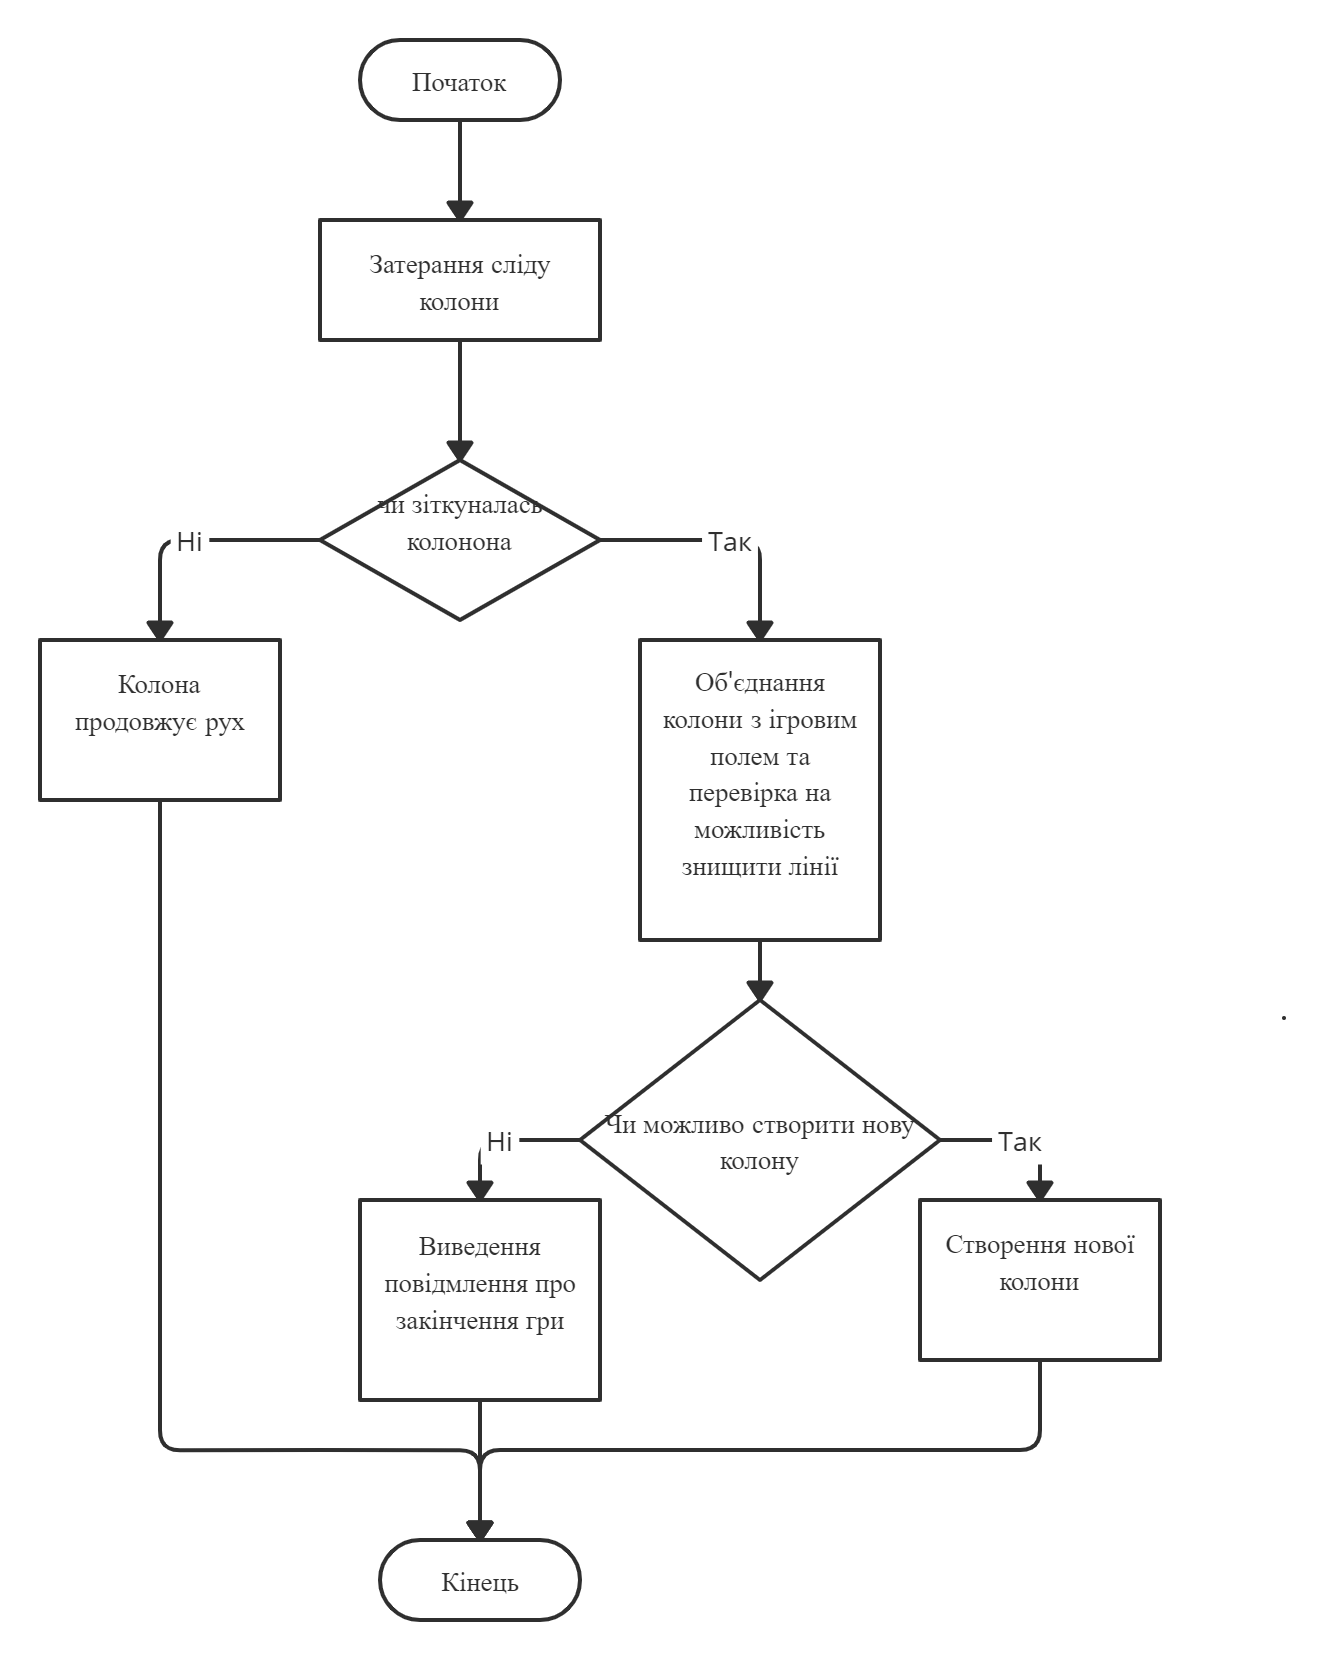 Початок
Затерання сліду
колони
чи зіткуналась
колонона
Ні
Так
Колона
продовжує рух
Об'єднання
колони з ігровим
полем та
перевірка на
можливість
знищити лінії
Чи можливо створити нову
колону
Ні
Так
Виведення
повідмлення про
закінчення гри
Створення нової
колони
Кінець